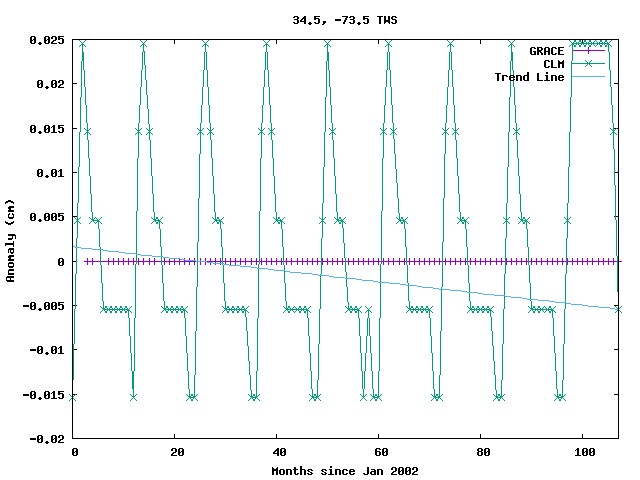 34.5, -73.5 TWS
GRACE
CLM
Trend Line
0.025
0.02
0.015
0.01
0.005
0
-0.005
-0.01
-0.015
-0.02
Anomaly (cm)
0 20 40 60 80 100
Months since Jan 2002